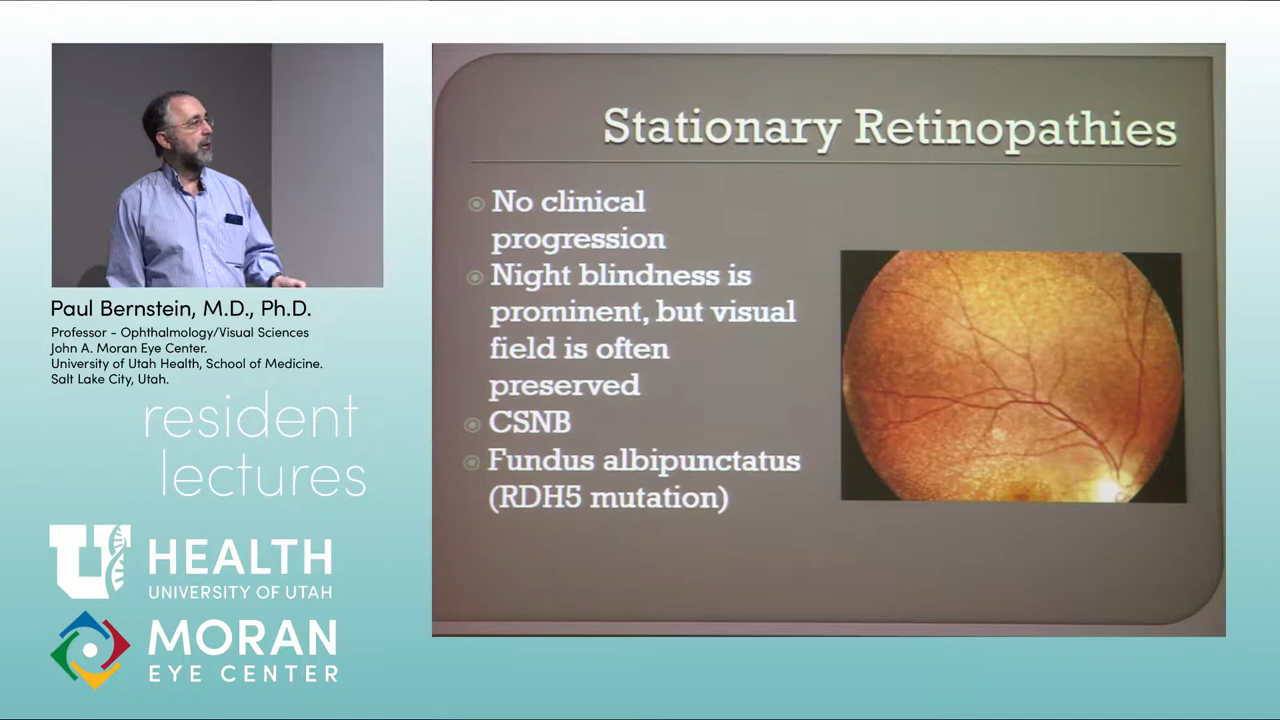 Paul Bernstein, M.D., Ph.D.
Professor - Ophthalmology/Visual Sciences
John A. Moran Eye Center.
University of Utah Health, School of Medicine.
Salt Lake City, Utah.
resident
lectures
U HEALTH
UNIVERSITY OF UTAH
MORAN
EYE CENTER
Stationary Retinopathies
No clinical
progression
Night blindness is
prominent, but visual
field is often
preserved
CSNB
Fundus albipunctatus
(RDH5 mutation)